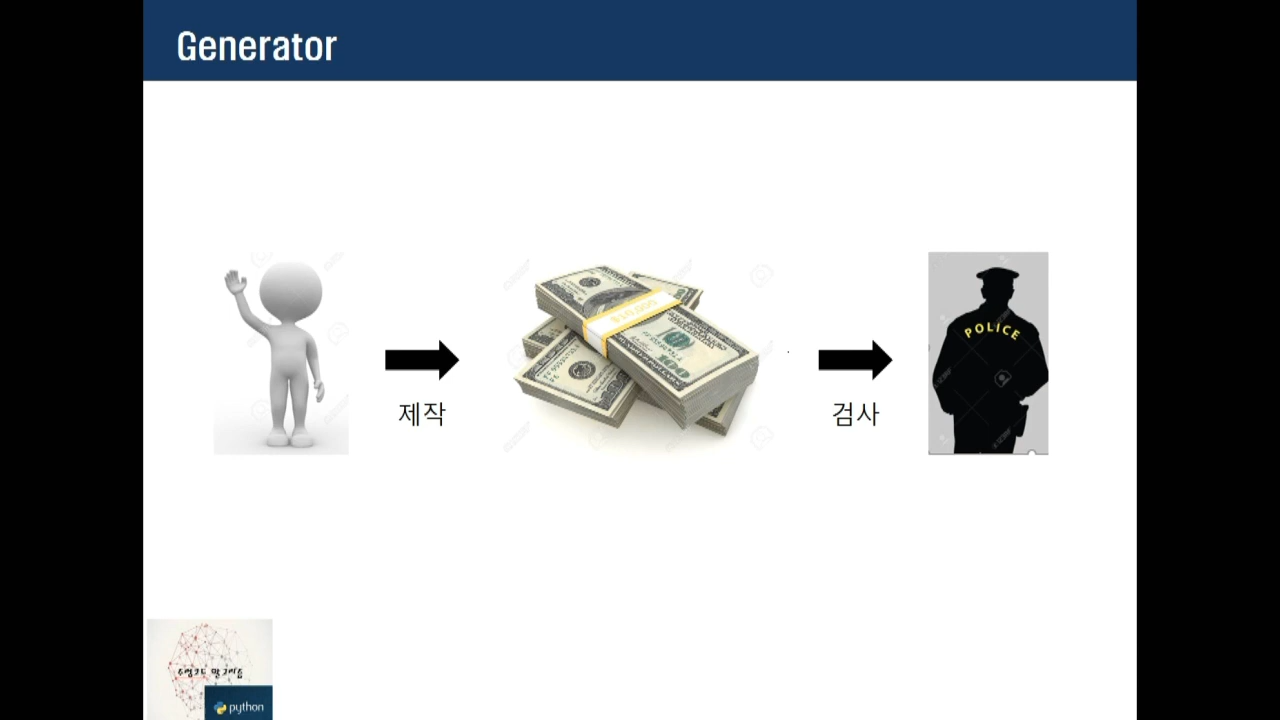 Generator
POLICE
제작
검사
python